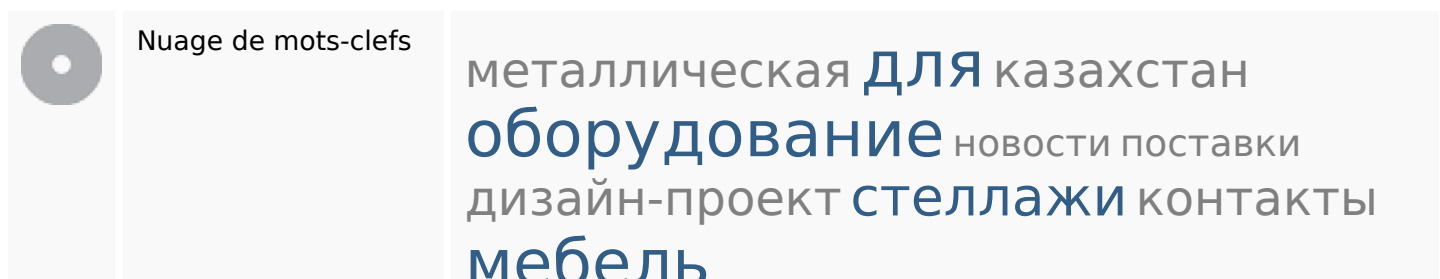 Nuage de mots-clefs
металлическая для казахстан
оборудование новости поставки
дизайн-проект стеллажи контакты
мебель